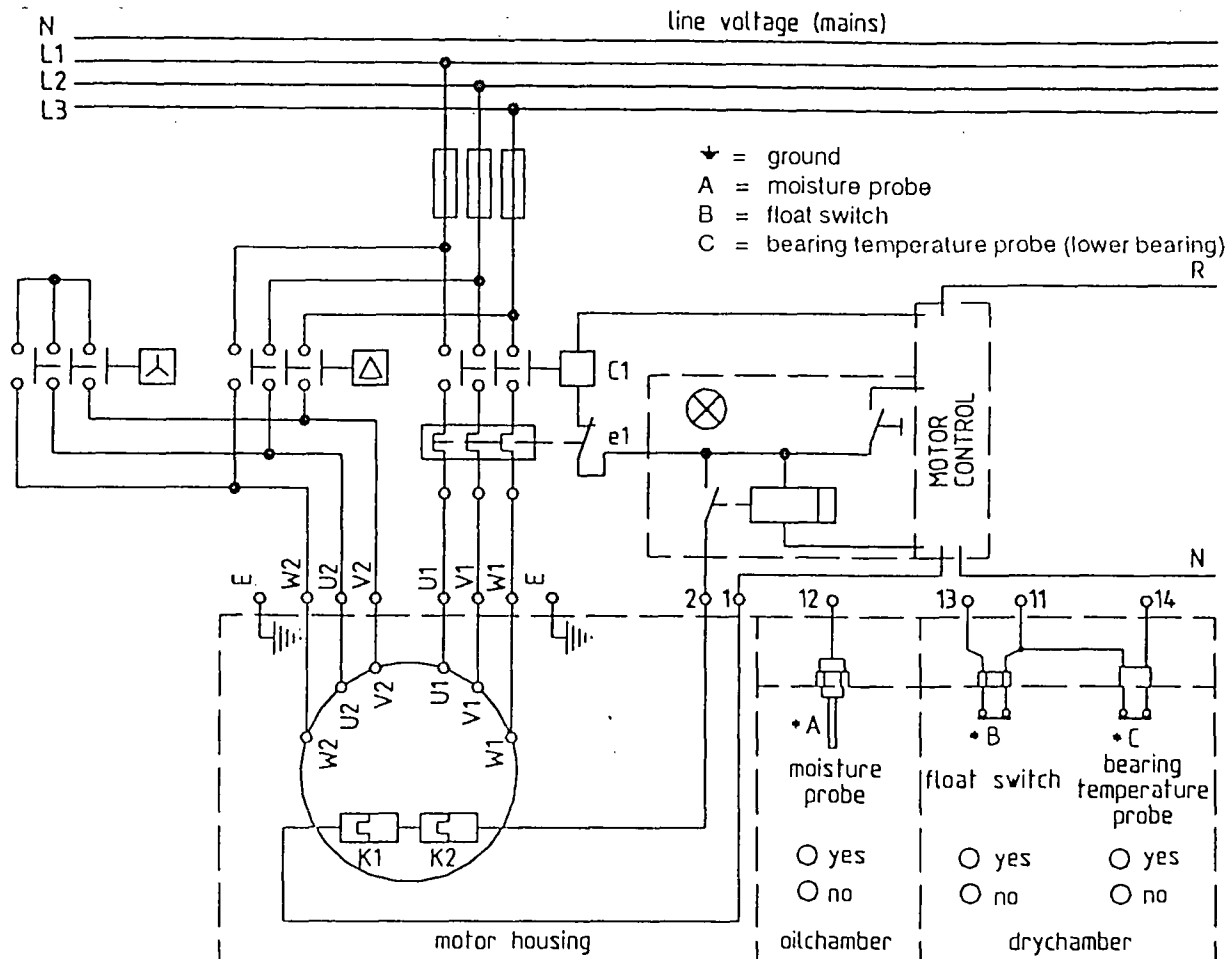 line voltage (mains)
N
L1
L2
L3
= ground
A = moisture probe
B = float switch
C = bearing temperature probe (lower bearing)
R
C1
e1
MOTOR CONTROL
N
E
W2
U2
V2
U1
V1
W1
E
2
1
12
13
11
14
W2
U2
V2
U1
V1
W1
K1
K2
*A
*B
*C
moisture
probe
float switch
bearing
temperature
probe
yes
no
yes
no
yes
no
motor housing
oilchamber
drychamber